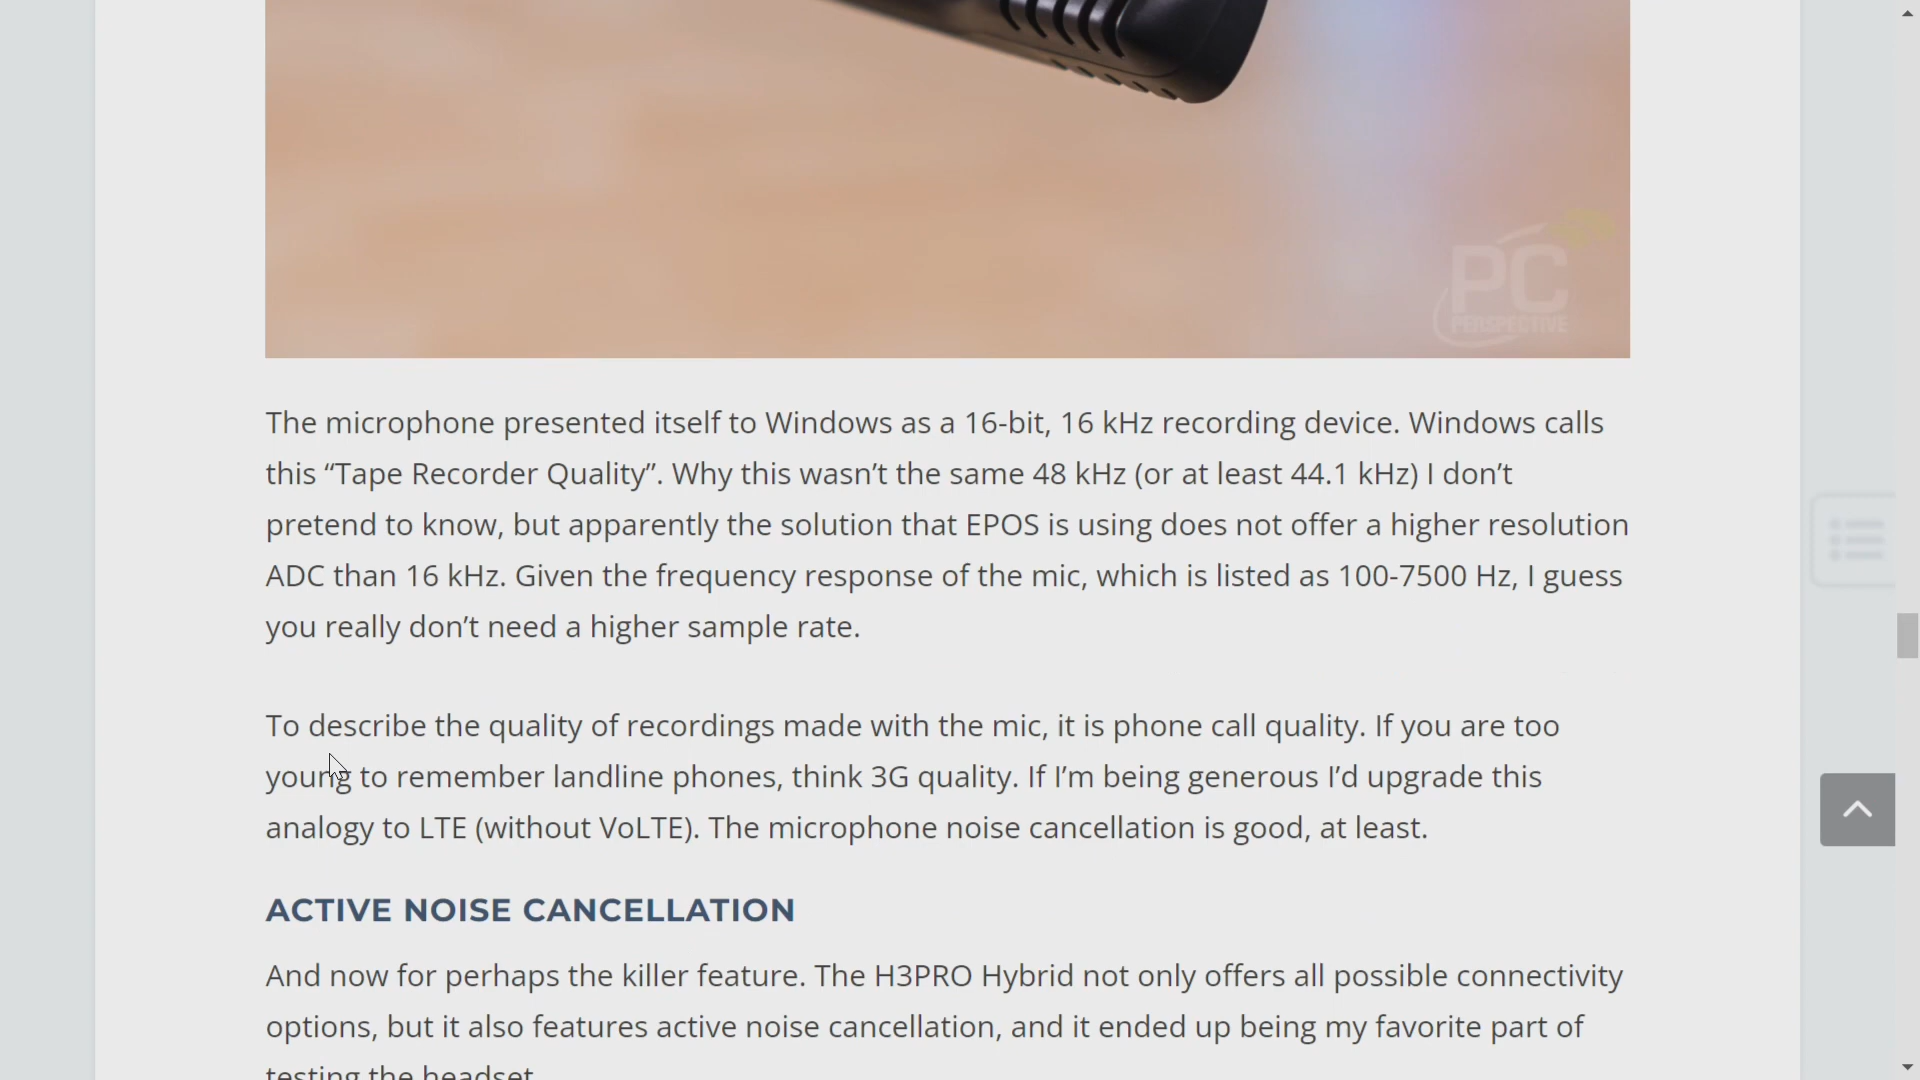 PC
PERSPECTIVE
The microphone presented itself to Windows as a 16-bit, 16 kHz recording device. Windows calls
this “Tape Recorder Quality”. Why this wasn’t the same 48 kHz (or at least 44.1 kHz) I don’t
pretend to know, but apparently the solution that EPOS is using does not offer a higher resolution
ADC than 16 kHz. Given the frequency response of the mic, which is listed as 100-7500 Hz, I guess
you really don’t need a higher sample rate.
To describe the quality of recordings made with the mic, it is phone call quality. If you are too
young to remember landline phones, think 3G quality. If I’m being generous I’d upgrade this
analogy to LTE (without VoLTE). The microphone noise cancellation is good, at least.
ACTIVE NOISE CANCELLATION
And now for perhaps the killer feature. The H3PRO Hybrid not only offers all possible connectivity
options, but it also features active noise cancellation, and it ended up being my favorite part of
testing the headset.